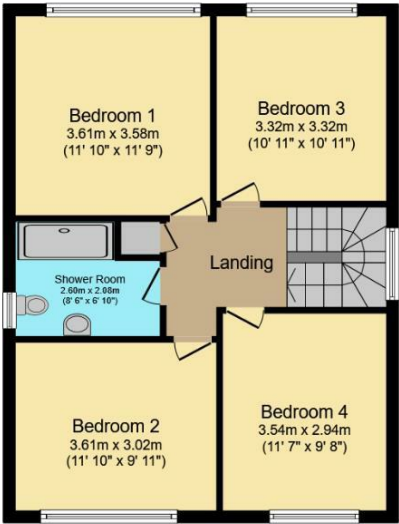 Bedroom 1
3.61m x 3.58m
(11' 10" x 11' 9")
Bedroom 3
3.32m x 3.32m
(10' 11" x 10' 11")
Landing
Shower Room
2.60m x 2.08m
(8' 6" x 6' 10")
Bedroom 2
3.61m x 3.02m
(11' 10" x 9' 11")
Bedroom 4
3.54m x 2.94m
(11' 7" x 9' 8")